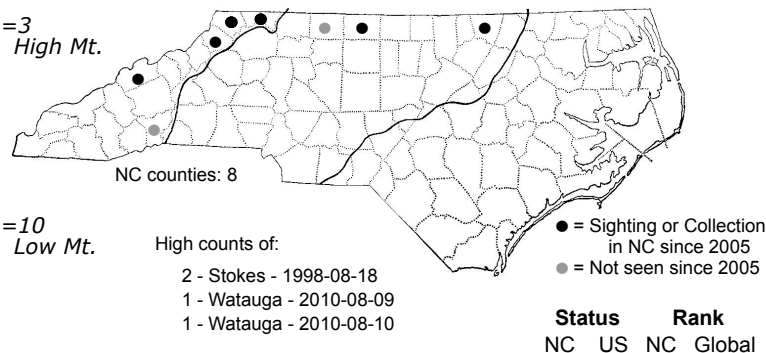 =3
High Mt.
NC counties: 8
=10
Low Mt.
High counts of:
2 - Stokes - 1998-08-18
1 - Watauga - 2010-08-09
1 - Watauga - 2010-08-10
● = Sighting or Collection
in NC since 2005
● = Not seen since 2005
Status Rank
NC US NC Global